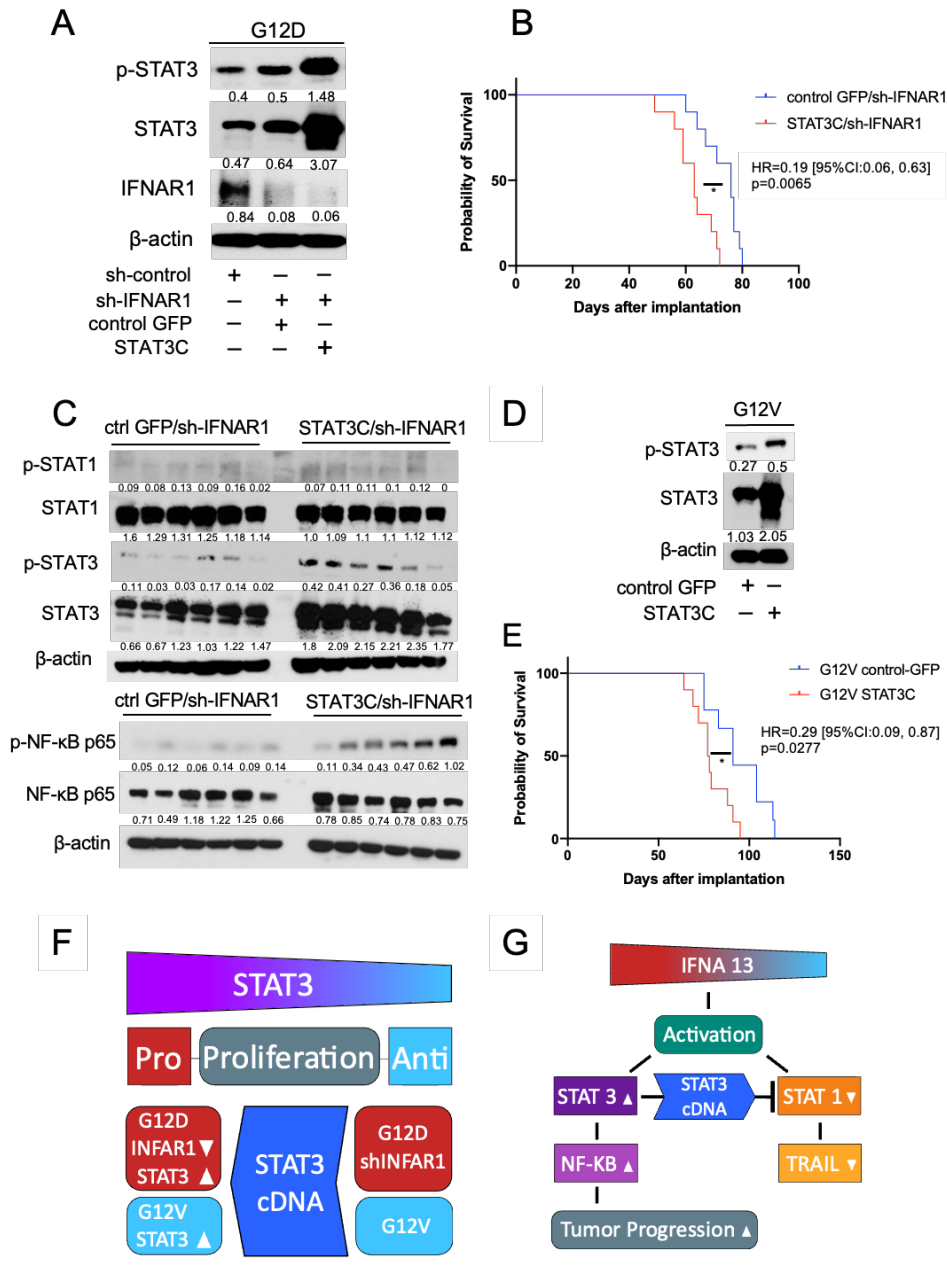 A
G12D
p-STAT3
0.4 0.5 1.48
STAT3
0.47 0.64 3.07
IFNAR1
0.84 0.08 0.06
β-actin
sh-control + – –
sh-IFNAR1 – + +
control GFP – + –
STAT3C – – +
B
Probability of Survival
100
50
0
0 20 40 60 80 100
Days after implantation
control GFP/sh-IFNAR1
STAT3C/sh-IFNAR1
HR=0.19 [95%CI:0.06, 0.63]
p=0.0065
*
C
ctrl GFP/sh-IFNAR1 STAT3C/sh-IFNAR1
p-STAT1
0.09 0.08 0.13 0.09 0.16 0.02 0.07 0.11 0.11 0.1 0.12 0
STAT1
1.6 1.29 1.31 1.25 1.18 1.14 1.0 1.09 1.1 1.1 1.12 1.12
p-STAT3
0.11 0.03 0.03 0.17 0.14 0.02 0.42 0.41 0.27 0.36 0.18 0.05
STAT3
0.66 0.67 1.23 1.03 1.22 1.47 1.8 2.09 2.15 2.21 2.35 1.77
β-actin
ctrl GFP/sh-IFNAR1 STAT3C/sh-IFNAR1
p-NF-κB p65
0.05 0.12 0.06 0.14 0.09 0.14 0.11 0.34 0.43 0.47 0.62 1.02
NF-κB p65
0.71 0.49 1.18 1.22 1.25 0.66 0.78 0.85 0.74 0.78 0.83 0.75
β-actin
D
G12V
p-STAT3
0.27 0.5
STAT3
1.03 2.05
β-actin
control GFP + –
STAT3C – +
E
Probability of Survival
100
50
0
0 50 100 150
Days after implantation
G12V control-GFP
G12V STAT3C
HR=0.29 [95%CI:0.09, 0.87]
p=0.0277
*
F
STAT3
Pro Proliferation Anti
G12D
INFAR1▼
STAT3 ▲
G12V
STAT3 ▲
STAT3
cDNA
G12D
shINFAR1
G12V
G
IFNA 13
Activation
STAT 3 ▲
STAT3
cDNA
STAT 1 ▼
NF-KB ▲
TRAIL ▼
Tumor Progression ▲